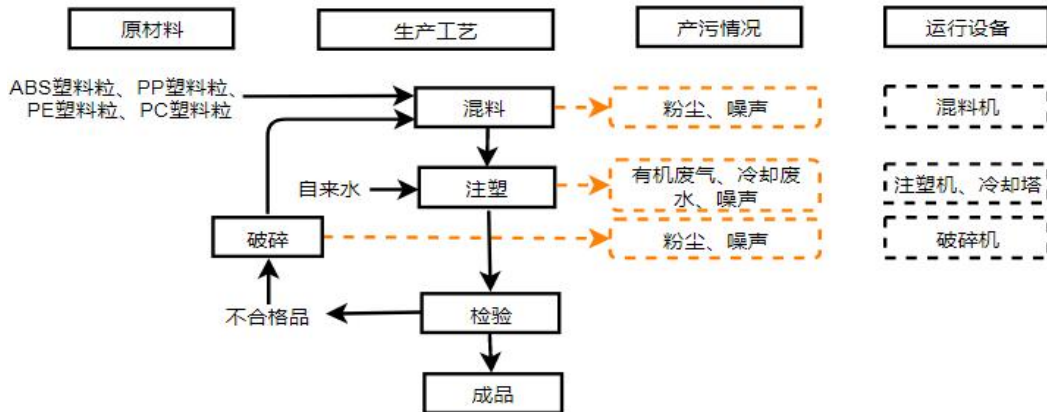 原材料
生产工艺
产污情况
运行设备
ABS塑料粒、PP塑料粒、
PE塑料粒、PC塑料粒
混料
粉尘、噪声
混料机
自来水
注塑
有机废气、冷却废
水、噪声
注塑机、冷却塔
破碎
粉尘、噪声
破碎机
不合格品
检验
成品